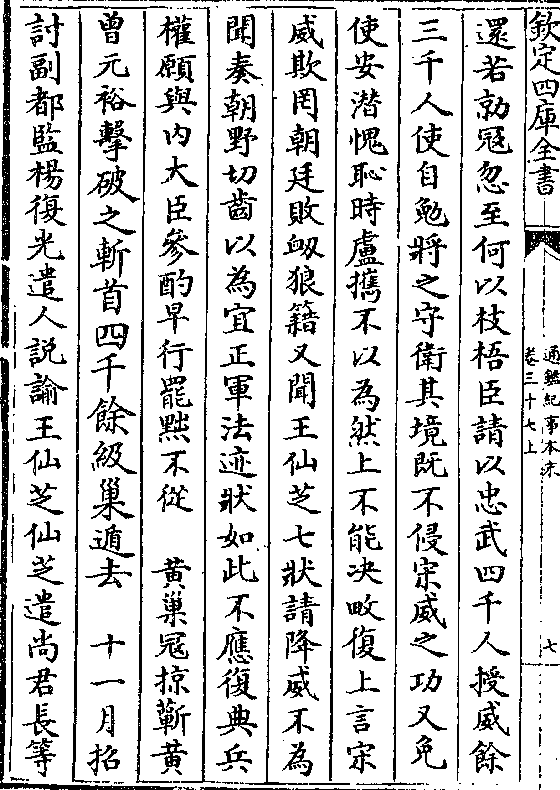 欽定四庫全書
通鑑紀事本末
卷三十七上
七
還若勍冦忽至何以枝梧臣請以忠武四千人授威餘
三千人使自勉將之守衛其境既不侵宋威之功又免
使安潛愧恥時盧攜不以為然上不能决畋復上言宋
威欺罔朝廷敗衂狼籍又聞王仙芝七狀請降威不為
聞奏朝野切齒以為宜正軍法迹狀如此不應復典兵
權願與内大臣參酌早行罷黜不從　黄巢冦掠蘄黄
曽元裕擊破之斬首四千餘級巢遁去　十一月招
討副都監楊復光遣人説諭王仙芝仙芝遣尚君長等